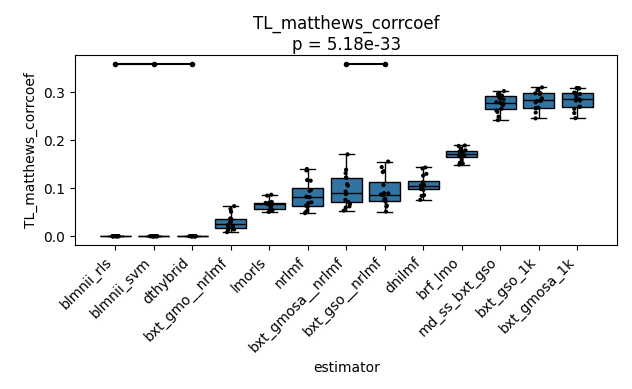 TL_matthews_corrcoef
p = 5.18e-33
TL_matthews_corrcoef
0.3
0.2
0.1
0.0
blmnii_rls
blmnii_svm
dthybrid
bxt_gmo__nrlmf
lmorls
nrlmf
bxt_gmosa__nrlmf
bxt_gso__nrlmf
dnilmf
brf_lmo
md_ss_bxt_gso
bxt_gso_1k
bxt_gmosa_1k
estimator